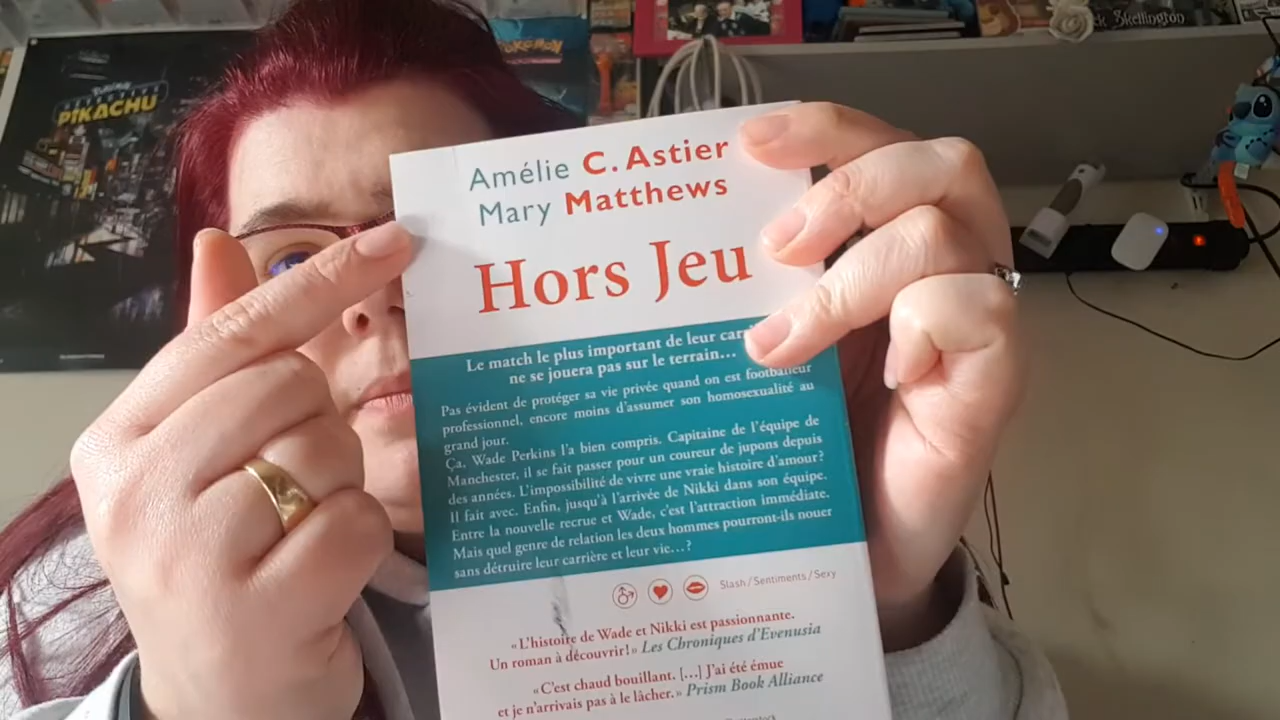 POKÉMON
DETECTIVE
PIKACHU
POKÉMON
ck Skellington
Amélie C. Astier
Mary Matthews
Hors Jeu
Le match le plus important de leur
ne se jouera pas sur le terrain...
Pas évident de protéger sa vie privée quand on est footballeur
professionnel, encore moins d'assumer son homosexualité au
grand jour.
Ça, Wade Perkins l'a bien compris. Capitaine de l'équipe de
Manchester, il se fait passer pour un coureur de jupons depuis
des années. L'impossibilité de vivre une vraie histoire d'amour?
Il fait avec. Enfin, jusqu'à l'arrivée de Nikki dans son équipe.
Entre la nouvelle recrue et Wade, c'est l'attraction immédiate.
Mais quel genre de relation les deux hommes pourront-ils nouer
sans détruire leur carrière et leur vie...?
Slash / Sentiments / Sexy
« L'histoire de Wade et Nikki est passionnante.
Un roman à découvrir! » Les Chroniques d'Evenusia
« C'est chaud bouillant. [...] J'ai été émue
et je n'arrivais pas à le lâcher. » Prism Book Alliance